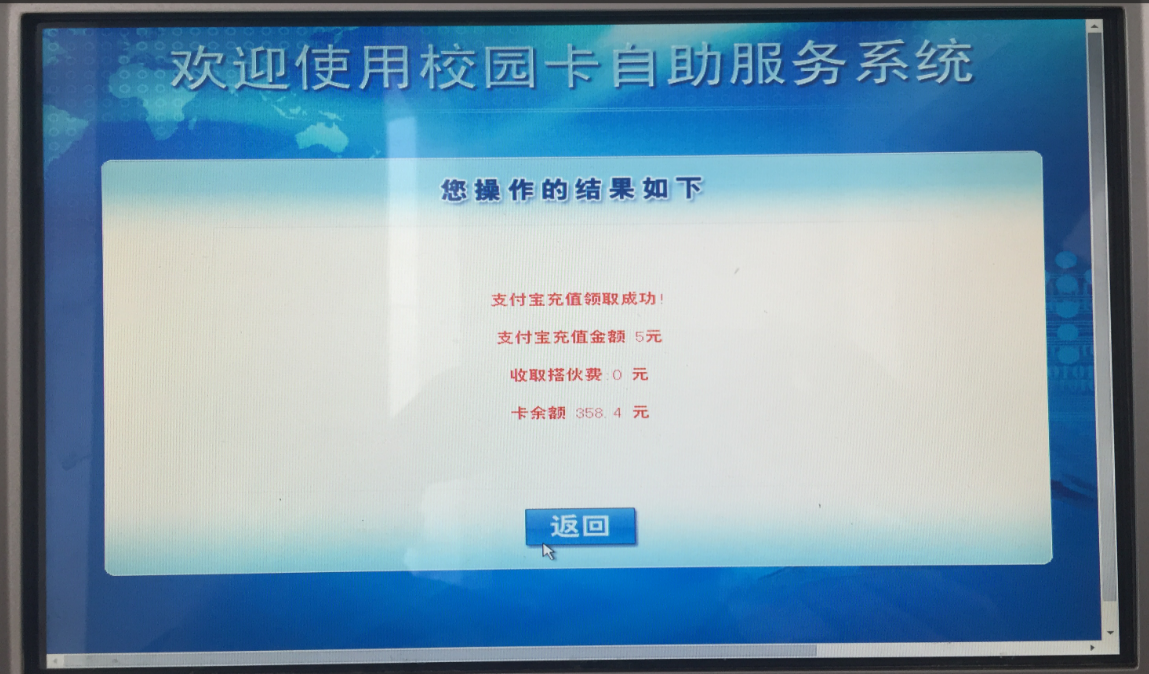 欢迎使用校园卡自助服务系统
您操作的结果如下
支付宝充值领取成功!
支付宝充值金额 5元
收取搭伙费:0 元
卡余额 358.4 元
返回